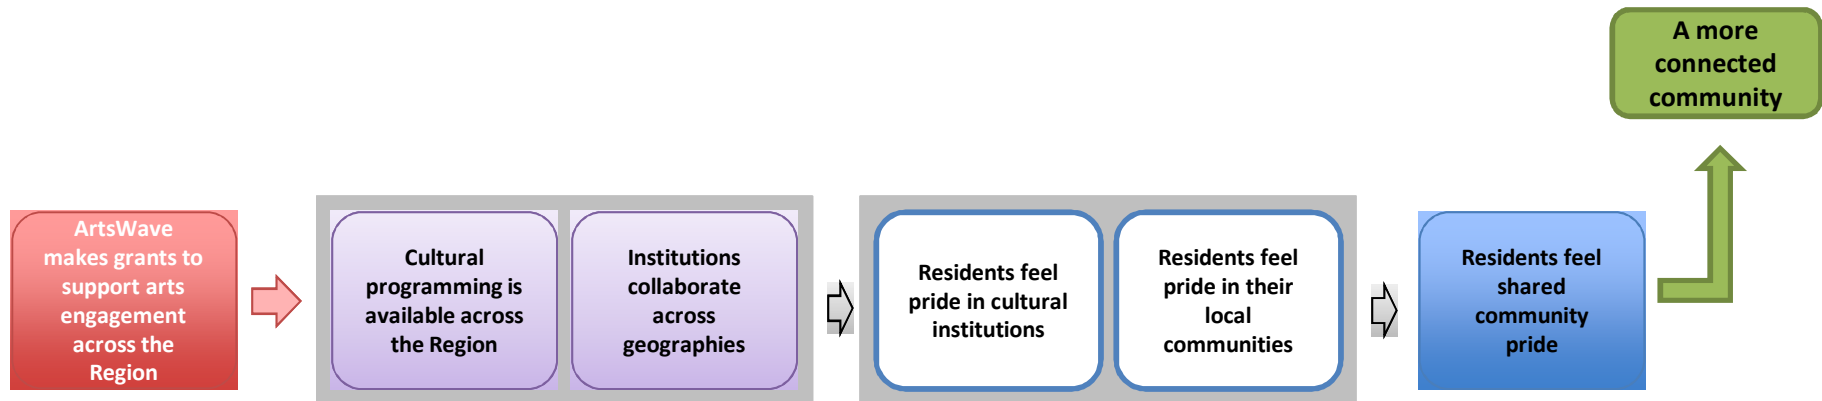 A more
connected
community
ArtsWave
makes grants to
support arts
engagement
across the
Region
Cultural
programming is
available across
the Region
Institutions
collaborate
across
geographies
Residents feel
pride in cultural
institutions
Residents feel
pride in their
local
communities
Residents feel
shared
community
pride